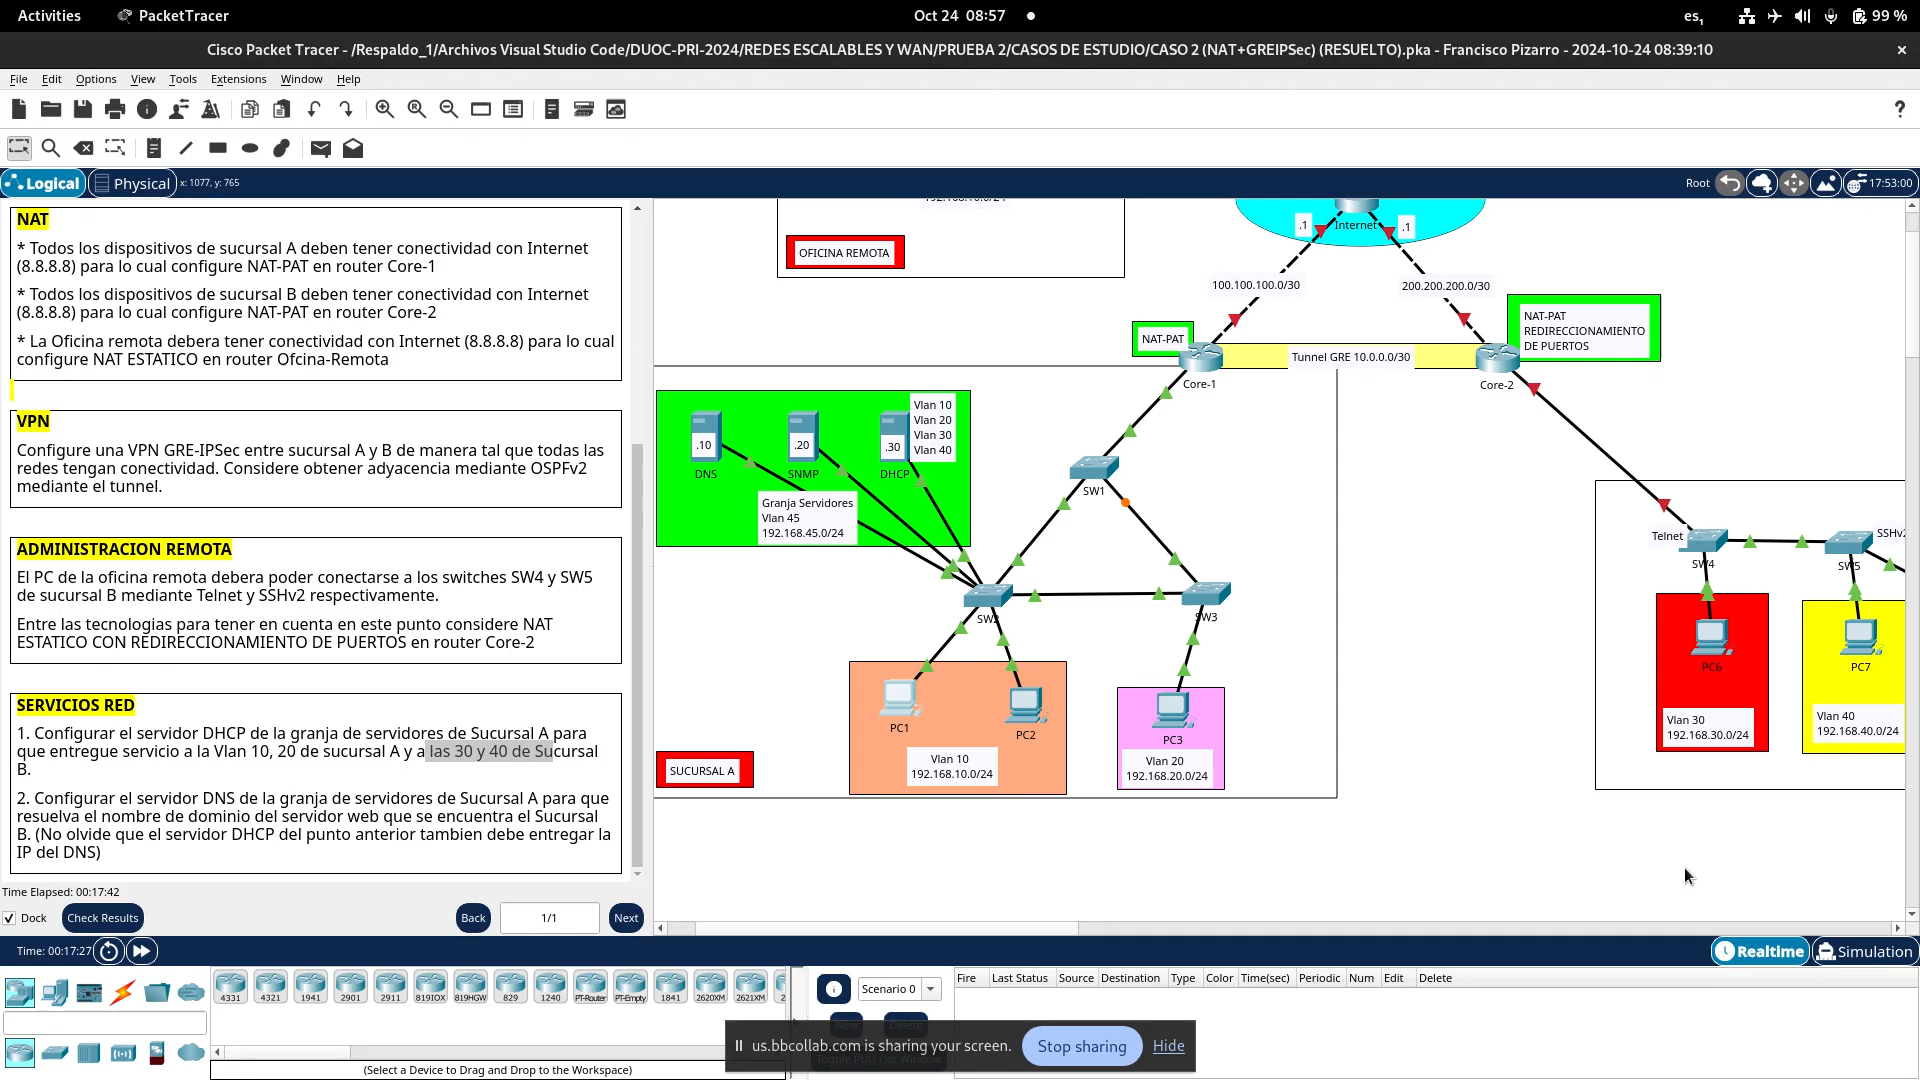 Activities
PacketTracer
Oct 24 08:57
es1
99 %
Cisco Packet Tracer - /Respaldo_1/Archivos Visual Studio Code/DUOC-PRI-2024/REDES ESCALABLES Y WAN/PRUEBA 2/CASOS DE ESTUDIO/CASO 2 (NAT+GREIPSec) (RESUELTO).pka - Francisco Pizarro - 2024-10-24 08:39:10
File Edit Options View Tools Extensions Window Help
Logical
Physical
x: 1077, y: 765
Root
17:53:00
NAT
* Todos los dispositivos de sucursal A deben tener conectividad con Internet
(8.8.8.8) para lo cual configure NAT-PAT en router Core-1
* Todos los dispositivos de sucursal B deben tener conectividad con Internet
(8.8.8.8) para lo cual configure NAT-PAT en router Core-2
* La Oficina remota debera tener conectividad con Internet (8.8.8.8) para lo cual
configure NAT ESTATICO en router Ofcina-Remota
VPN
Configure una VPN GRE-IPSec entre sucursal A y B de manera tal que todas las
redes tengan conectividad. Considere obtener adyacencia mediante OSPFv2
mediante el tunnel.
ADMINISTRACION REMOTA
El PC de la oficina remota debera poder conectarse a los switches SW4 y SW5
de sucursal B mediante Telnet y SSHv2 respectivamente.
Entre las tecnologias para tener en cuenta en este punto considere NAT
ESTATICO CON REDIRECCIONAMIENTO DE PUERTOS en router Core-2
SERVICIOS RED
1. Configurar el servidor DHCP de la granja de servidores de Sucursal A para
que entregue servicio a la Vlan 10, 20 de sucursal A y a las 30 y 40 de Sucursal
B.
2. Configurar el servidor DNS de la granja de servidores de Sucursal A para que
resuelva el nombre de dominio del servidor web que se encuentra el Sucursal
B. (No olvide que el servidor DHCP del punto anterior tambien debe entregar la
IP del DNS)
Time Elapsed: 00:17:42
Dock
Check Results
Back
1/1
Next
OFICINA REMOTA
.1
Internet
.1
100.100.100.0/30
200.200.200.0/30
NAT-PAT
NAT-PAT
REDIRECCIONAMIENTO
DE PUERTOS
Tunnel GRE 10.0.0.0/30
Core-1
Core-2
.10
.20
.30
Vlan 10
Vlan 20
Vlan 30
Vlan 40
DNS
SNMP
DHCP
Granja Servidores
Vlan 45
192.168.45.0/24
SW1
SW2
SW3
Telnet
SW4
SSHv2
SW5
PC1
PC2
Vlan 10
192.168.10.0/24
PC3
Vlan 20
192.168.20.0/24
SUCURSAL A
PC6
Vlan 30
192.168.30.0/24
PC7
Vlan 40
192.168.40.0/24
Time: 00:17:27
Realtime
Simulation
4331 4321 1941 2901 2911 819IOX 819HGW 829 1240 PT-Router PT-Empty 1841 2620XM 2621XM
Scenario 0
New
Delete
Fire Last Status Source Destination Type Color Time(sec) Periodic Num Edit Delete
us.bbcollab.com is sharing your screen.
Stop sharing
Hide
(Select a Device to Drag and Drop to the Workspace)